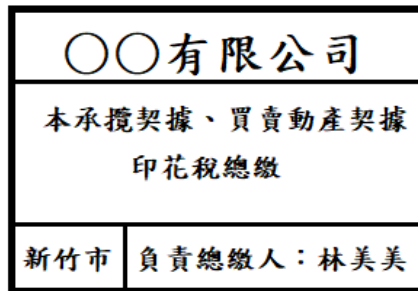 ○○有限公司
本承攬契據、買賣動產契據
印花稅總繳
新竹市
負責總繳人：林美美